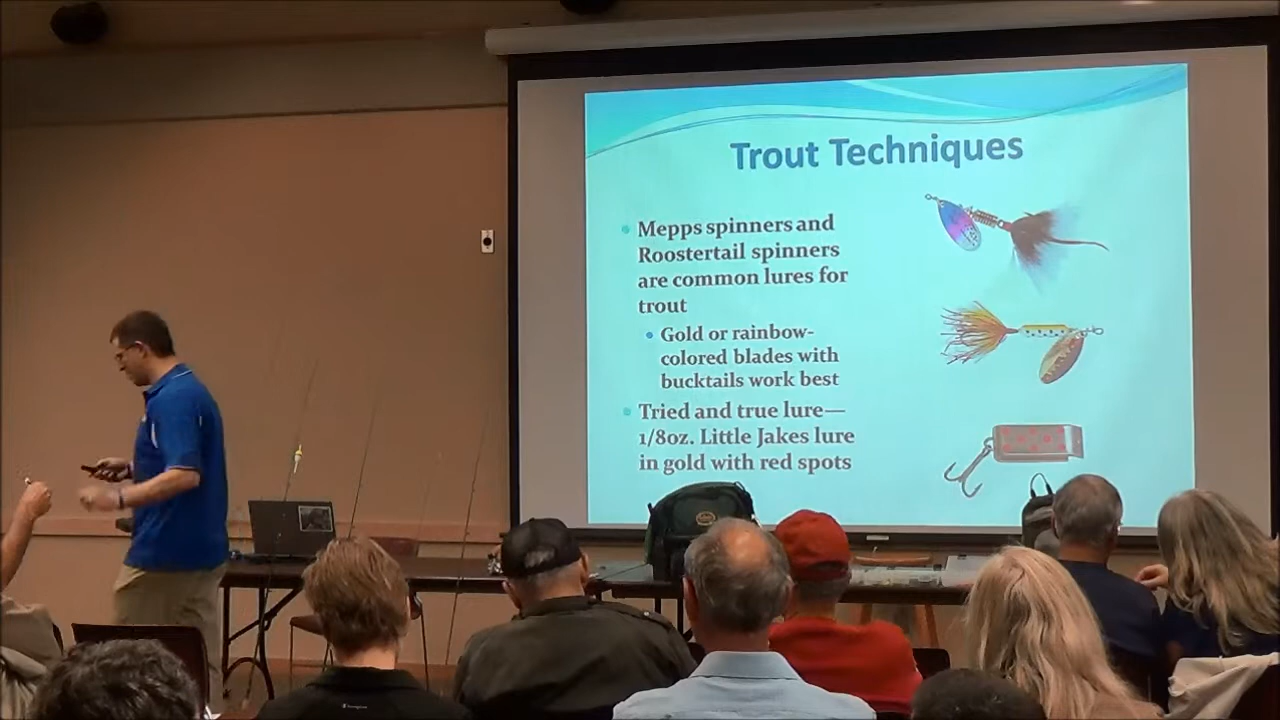 Trout Techniques
Mepps spinners and
Roostertail spinners
are common lures for
trout
Gold or rainbow-
colored blades with
bucktails work best
Tried and true lure—
1/8oz. Little Jakes lure
in gold with red spots
Champion